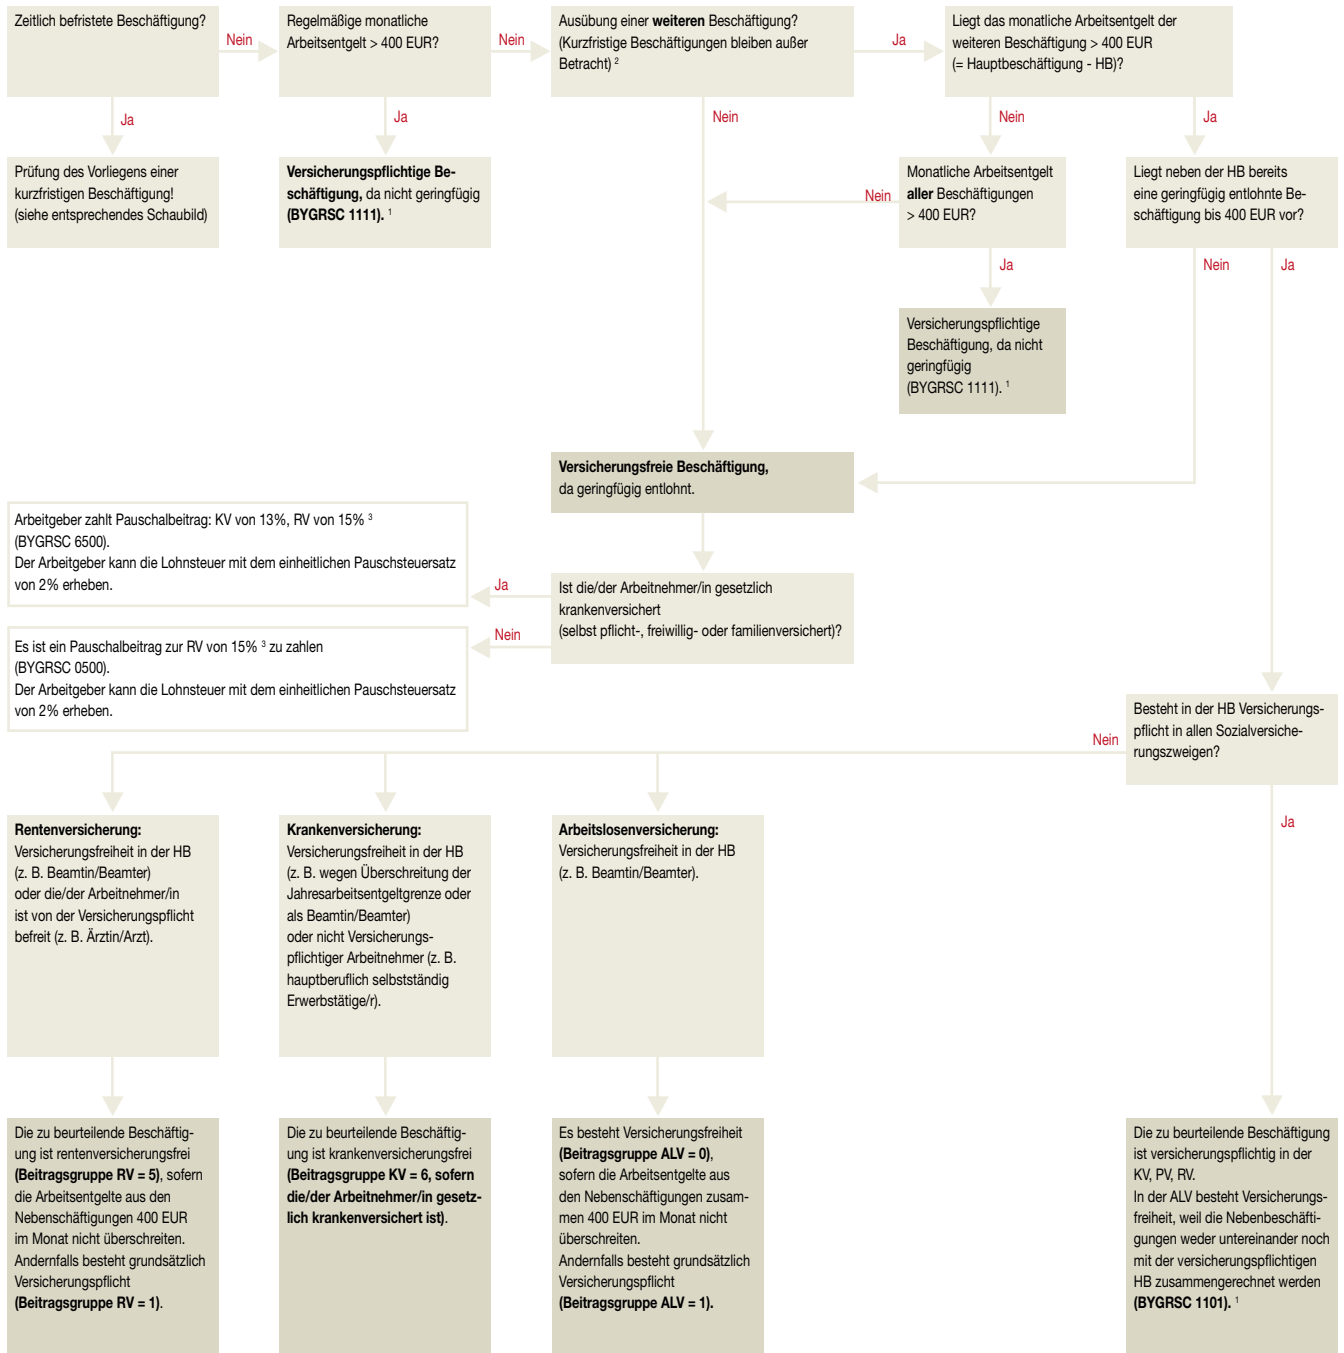 Zeitlich befristete Beschäftigung?
Nein
Regelmäßige monatliche
Arbeitsentgelt > 400 EUR?
Nein
Ausübung einer weiteren Beschäftigung?
(Kurzfristige Beschäftigungen bleiben außer
Betracht) ²
Ja
Liegt das monatliche Arbeitsentgelt der
weiteren Beschäftigung > 400 EUR
(= Hauptbeschäftigung - HB)?
Ja
Ja
Nein
Nein
Ja
Prüfung des Vorliegens einer
kurzfristigen Beschäftigung!
(siehe entsprechendes Schaubild)
Versicherungspflichtige Be-
schäftigung, da nicht geringfügig
(BYGRSC 1111). ¹
Nein
Monatliche Arbeitsentgelt
aller Beschäftigungen
> 400 EUR?
Liegt neben der HB bereits
eine geringfügig entlohnte Be-
schäftigung bis 400 EUR vor?
Ja
Nein
Ja
Versicherungspflichtige
Beschäftigung, da nicht
geringfügig
(BYGRSC 1111). ¹
Versicherungsfreie Beschäftigung,
da geringfügig entlohnt.
Arbeitgeber zahlt Pauschalbeitrag: KV von 13%, RV von 15% ³
(BYGRSC 6500).
Der Arbeitgeber kann die Lohnsteuer mit dem einheitlichen Pauschsteuersatz
von 2% erheben.
Ja
Ist die/der Arbeitnehmer/in gesetzlich
krankenversichert
(selbst pflicht-, freiwillig- oder familienversichert)?
Nein
Es ist ein Pauschalbeitrag zur RV von 15% ³ zu zahlen
(BYGRSC 0500).
Der Arbeitgeber kann die Lohnsteuer mit dem einheitlichen Pauschsteuersatz
von 2% erheben.
Besteht in der HB Versicherungs-
pflicht in allen Sozialversiche-
rungszweigen?
Nein
Ja
Rentenversicherung:
Versicherungsfreiheit in der HB
(z. B. Beamtin/Beamter)
oder die/der Arbeitnehmer/in
ist von der Versicherungspflicht
befreit (z. B. Ärztin/Arzt).
Krankenversicherung:
Versicherungsfreiheit in der HB
(z. B. wegen Überschreitung der
Jahresarbeitsentgeltgrenze oder
als Beamtin/Beamter)
oder nicht Versicherungs-
pflichtiger Arbeitnehmer (z. B.
hauptberuflich selbstständig
Erwerbstätige/r).
Arbeitslosenversicherung:
Versicherungsfreiheit in der HB
(z. B. Beamtin/Beamter).
Die zu beurteilende Beschäftig-
ung ist rentenversicherungsfrei
(Beitragsgruppe RV = 5), sofern
die Arbeitsentgelte aus den
Nebenschäftigungen 400 EUR
im Monat nicht überschreiten.
Andernfalls besteht grundsätzlich
Versicherungspflicht
(Beitragsgruppe RV = 1).
Die zu beurteilende Beschäftig-
ung ist krankenversicherungsfrei
(Beitragsgruppe KV = 6, sofern
die/der Arbeitnehmer/in gesetz-
lich krankenversichert ist).
Es besteht Versicherungsfreiheit
(Beitragsgruppe ALV = 0),
sofern die Arbeitsentgelte aus
den Nebenschäftigungen zusam-
men 400 EUR im Monat nicht
überschreiten.
Andernfalls besteht grundsätzlich
Versicherungspflicht
(Beitragsgruppe ALV = 1).
Die zu beurteilende Beschäftigung
ist versicherungspflichtig in der
KV, PV, RV.
In der ALV besteht Versicherungs-
freiheit, weil die Nebenbeschäfti-
gungen weder untereinander noch
mit der versicherungspflichtigen
HB zusammengerechnet werden
(BYGRSC 1101). ¹